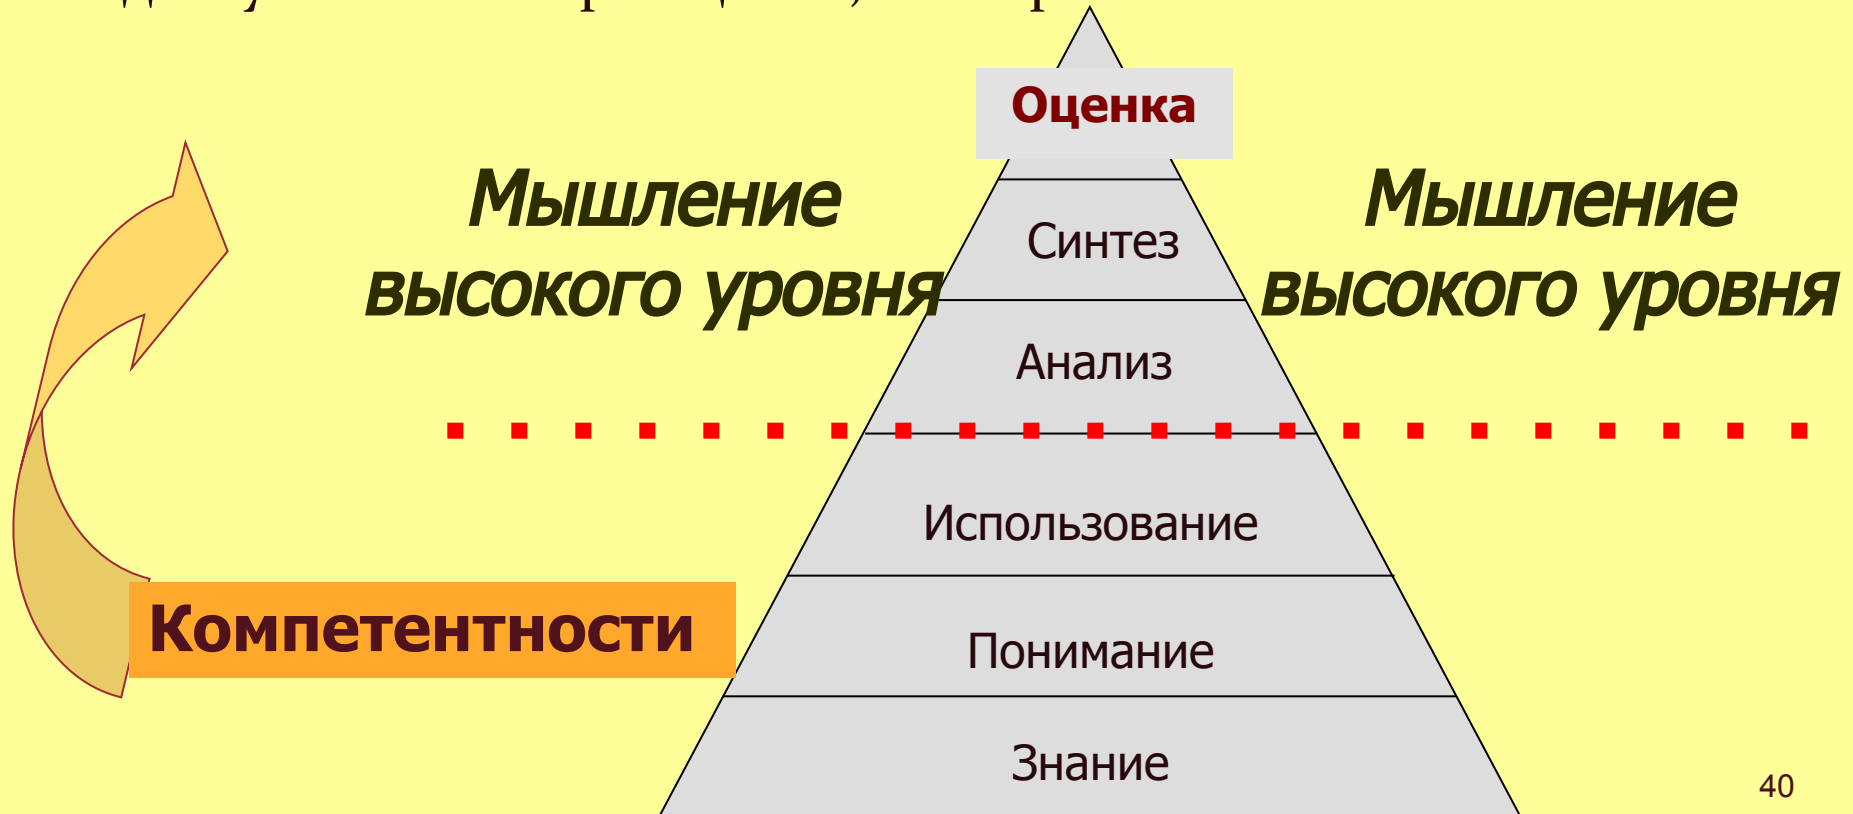 Оценка
Мышление
высокого уровня
Мышление
высокого уровня
Синтез
Анализ
Использование
Компетентности
Понимание
Знание
40